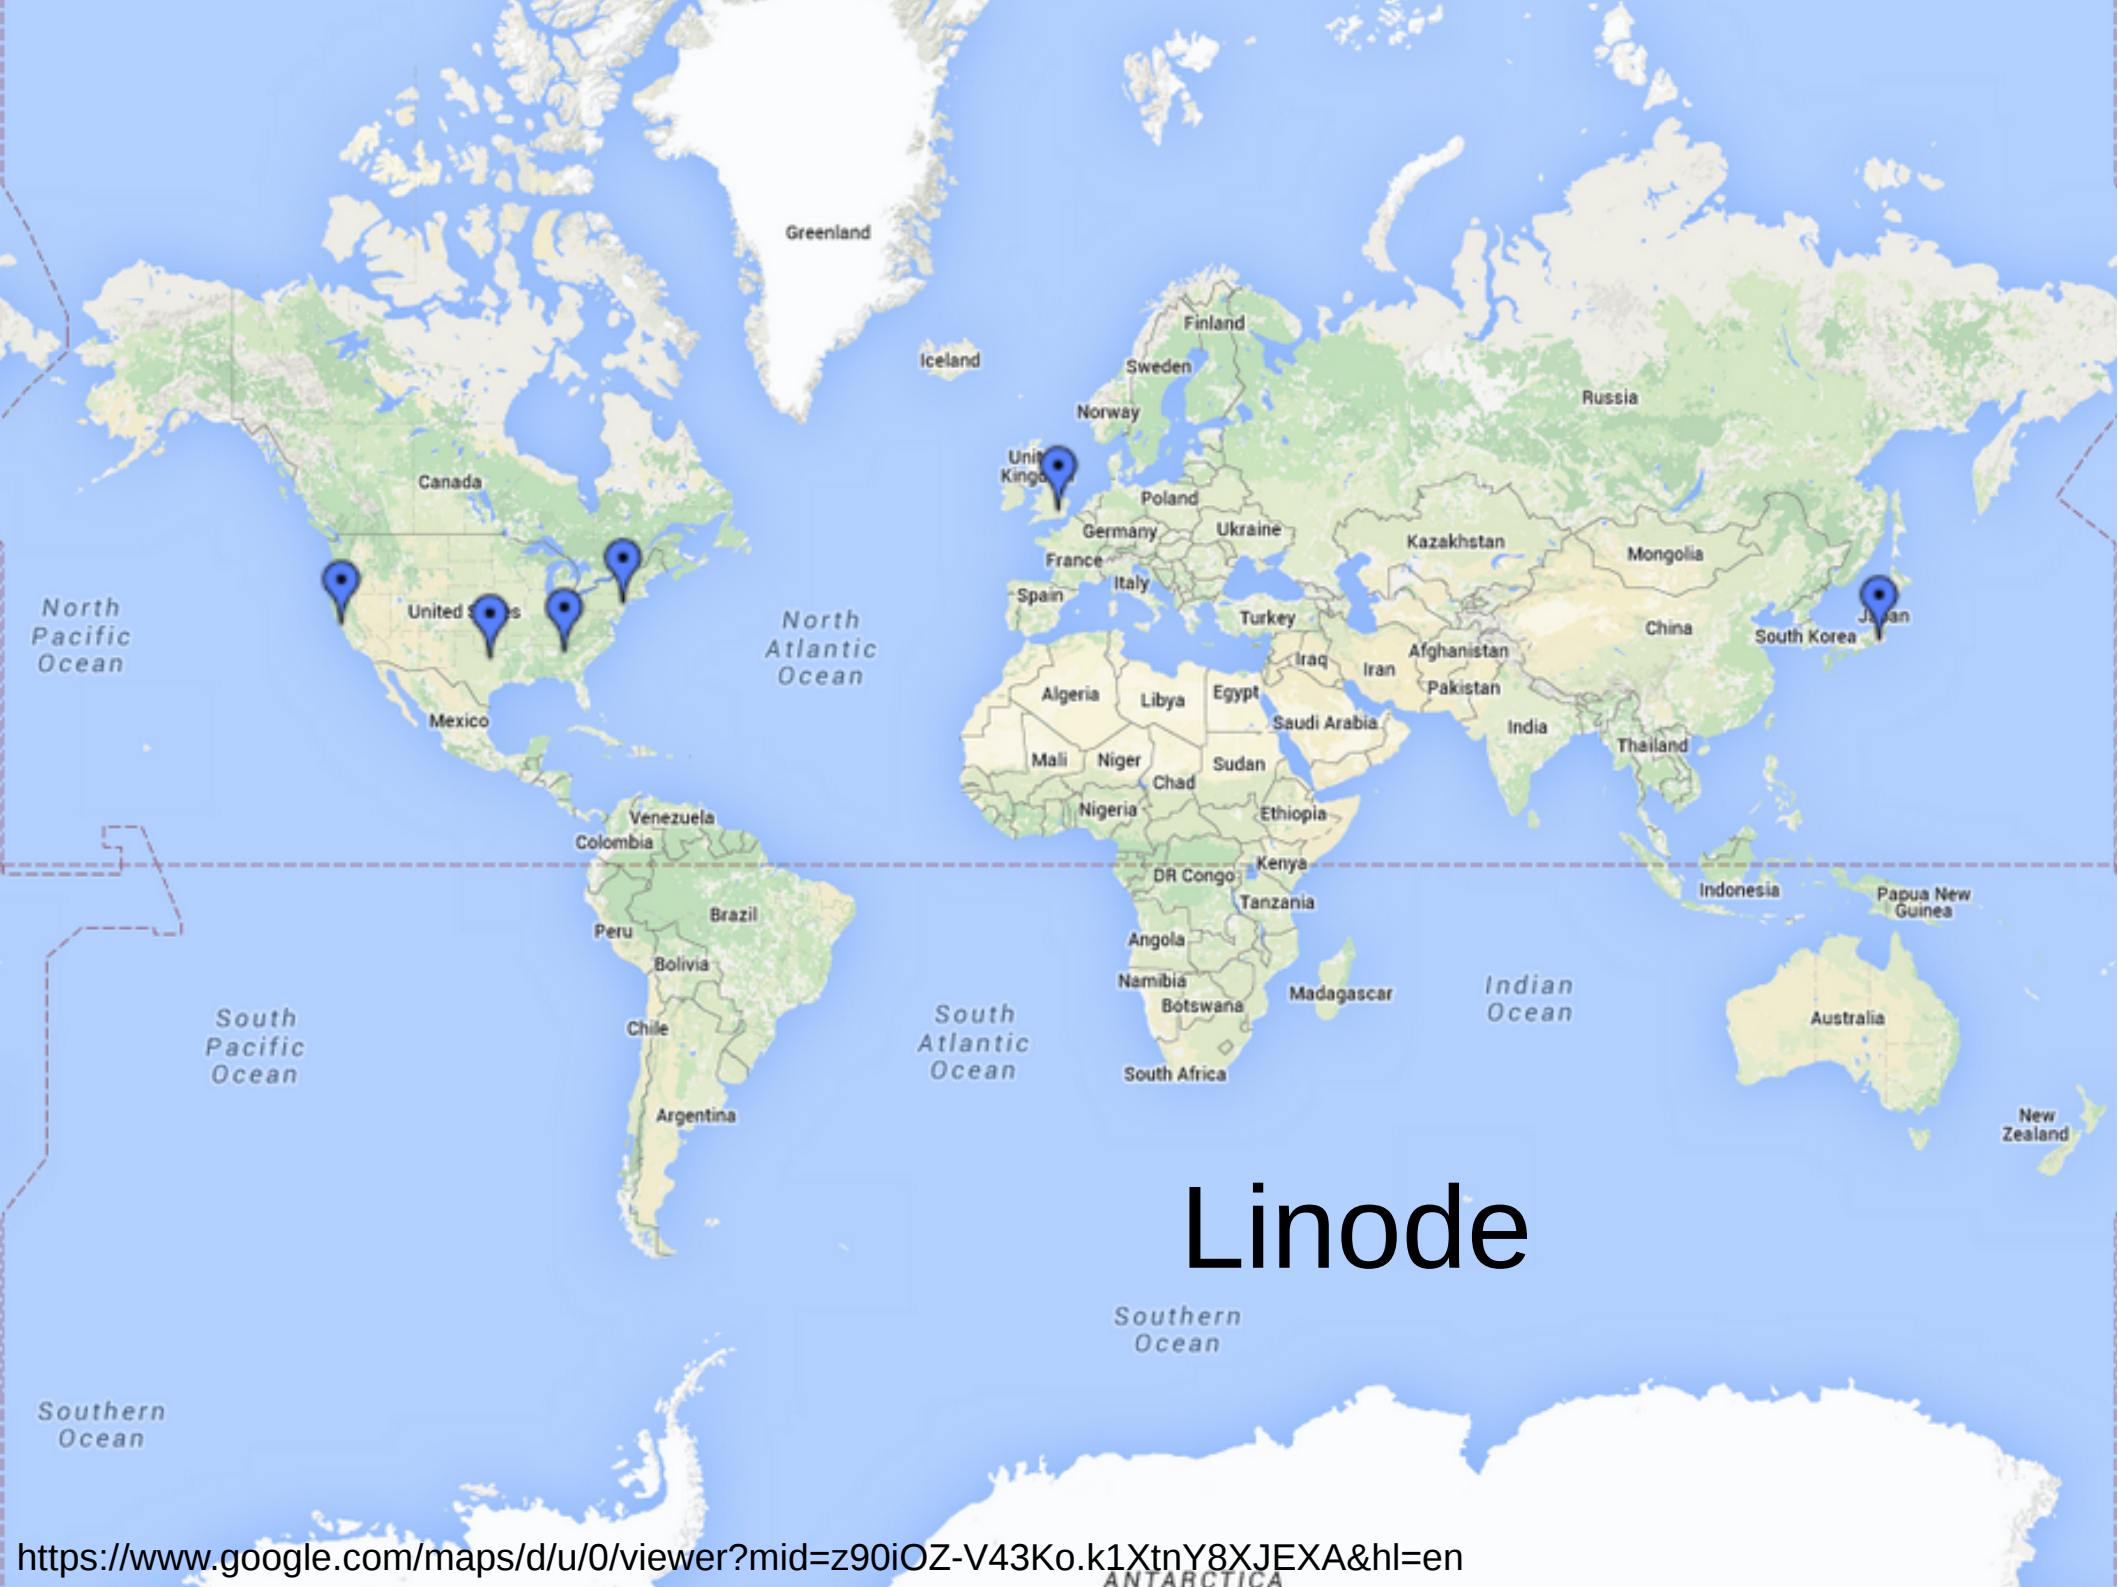 Greenland
Iceland
Finland
Sweden
Norway
Russia
Canada
Poland
Germany
Ukraine
France
Kazakhstan
Mongolia
Italy
Spain
Turkey
United
North
Pacific
Ocean
North
Atlantic
Ocean
China
South Korea
Afghanistan
Iraq
Iran
Pakistan
Algeria
Libya
Egypt
Saudi Arabia
India
Mexico
Thailand
Mali
Niger
Sudan
Chad
Nigeria
Ethiopia
Venezuela
Colombia
Kenya
DR Congo
Tanzania
Indonesia
Papua New
Guinea
Brazil
Peru
Angola
Bolivia
Namibia
Botswana
Madagascar
Indian
Ocean
Australia
South
Pacific
Ocean
Chile
South
Atlantic
Ocean
South Africa
Argentina
New
Zealand
Linode
Southern
Ocean
Southern
Ocean
https://www.google.com/maps/d/u/0/viewer?mid=z90iOZ-V43Ko.k1XtnY8XJEXA&hl=en
ANTARCTICA